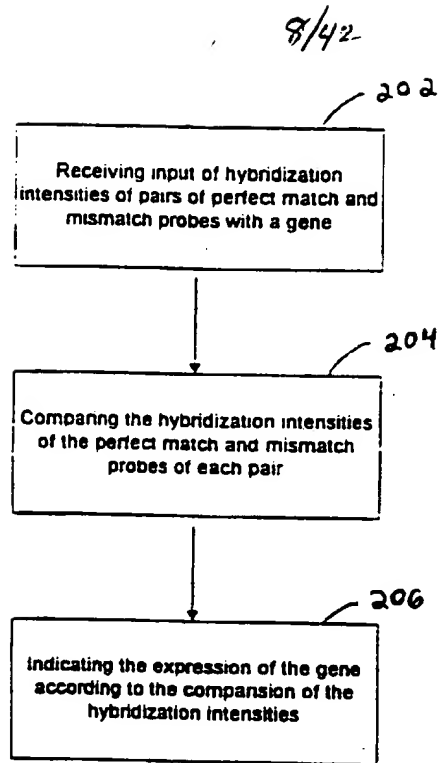 8/42
202
Receiving input of hybridization
intensities of pairs of perfect match and
mismatch probes with a gene
204
Comparing the hybridization intensities
of the perfect match and mismatch
probes of each pair
206
Indicating the expression of the gene
according to the comparsion of the
hybridization intensities